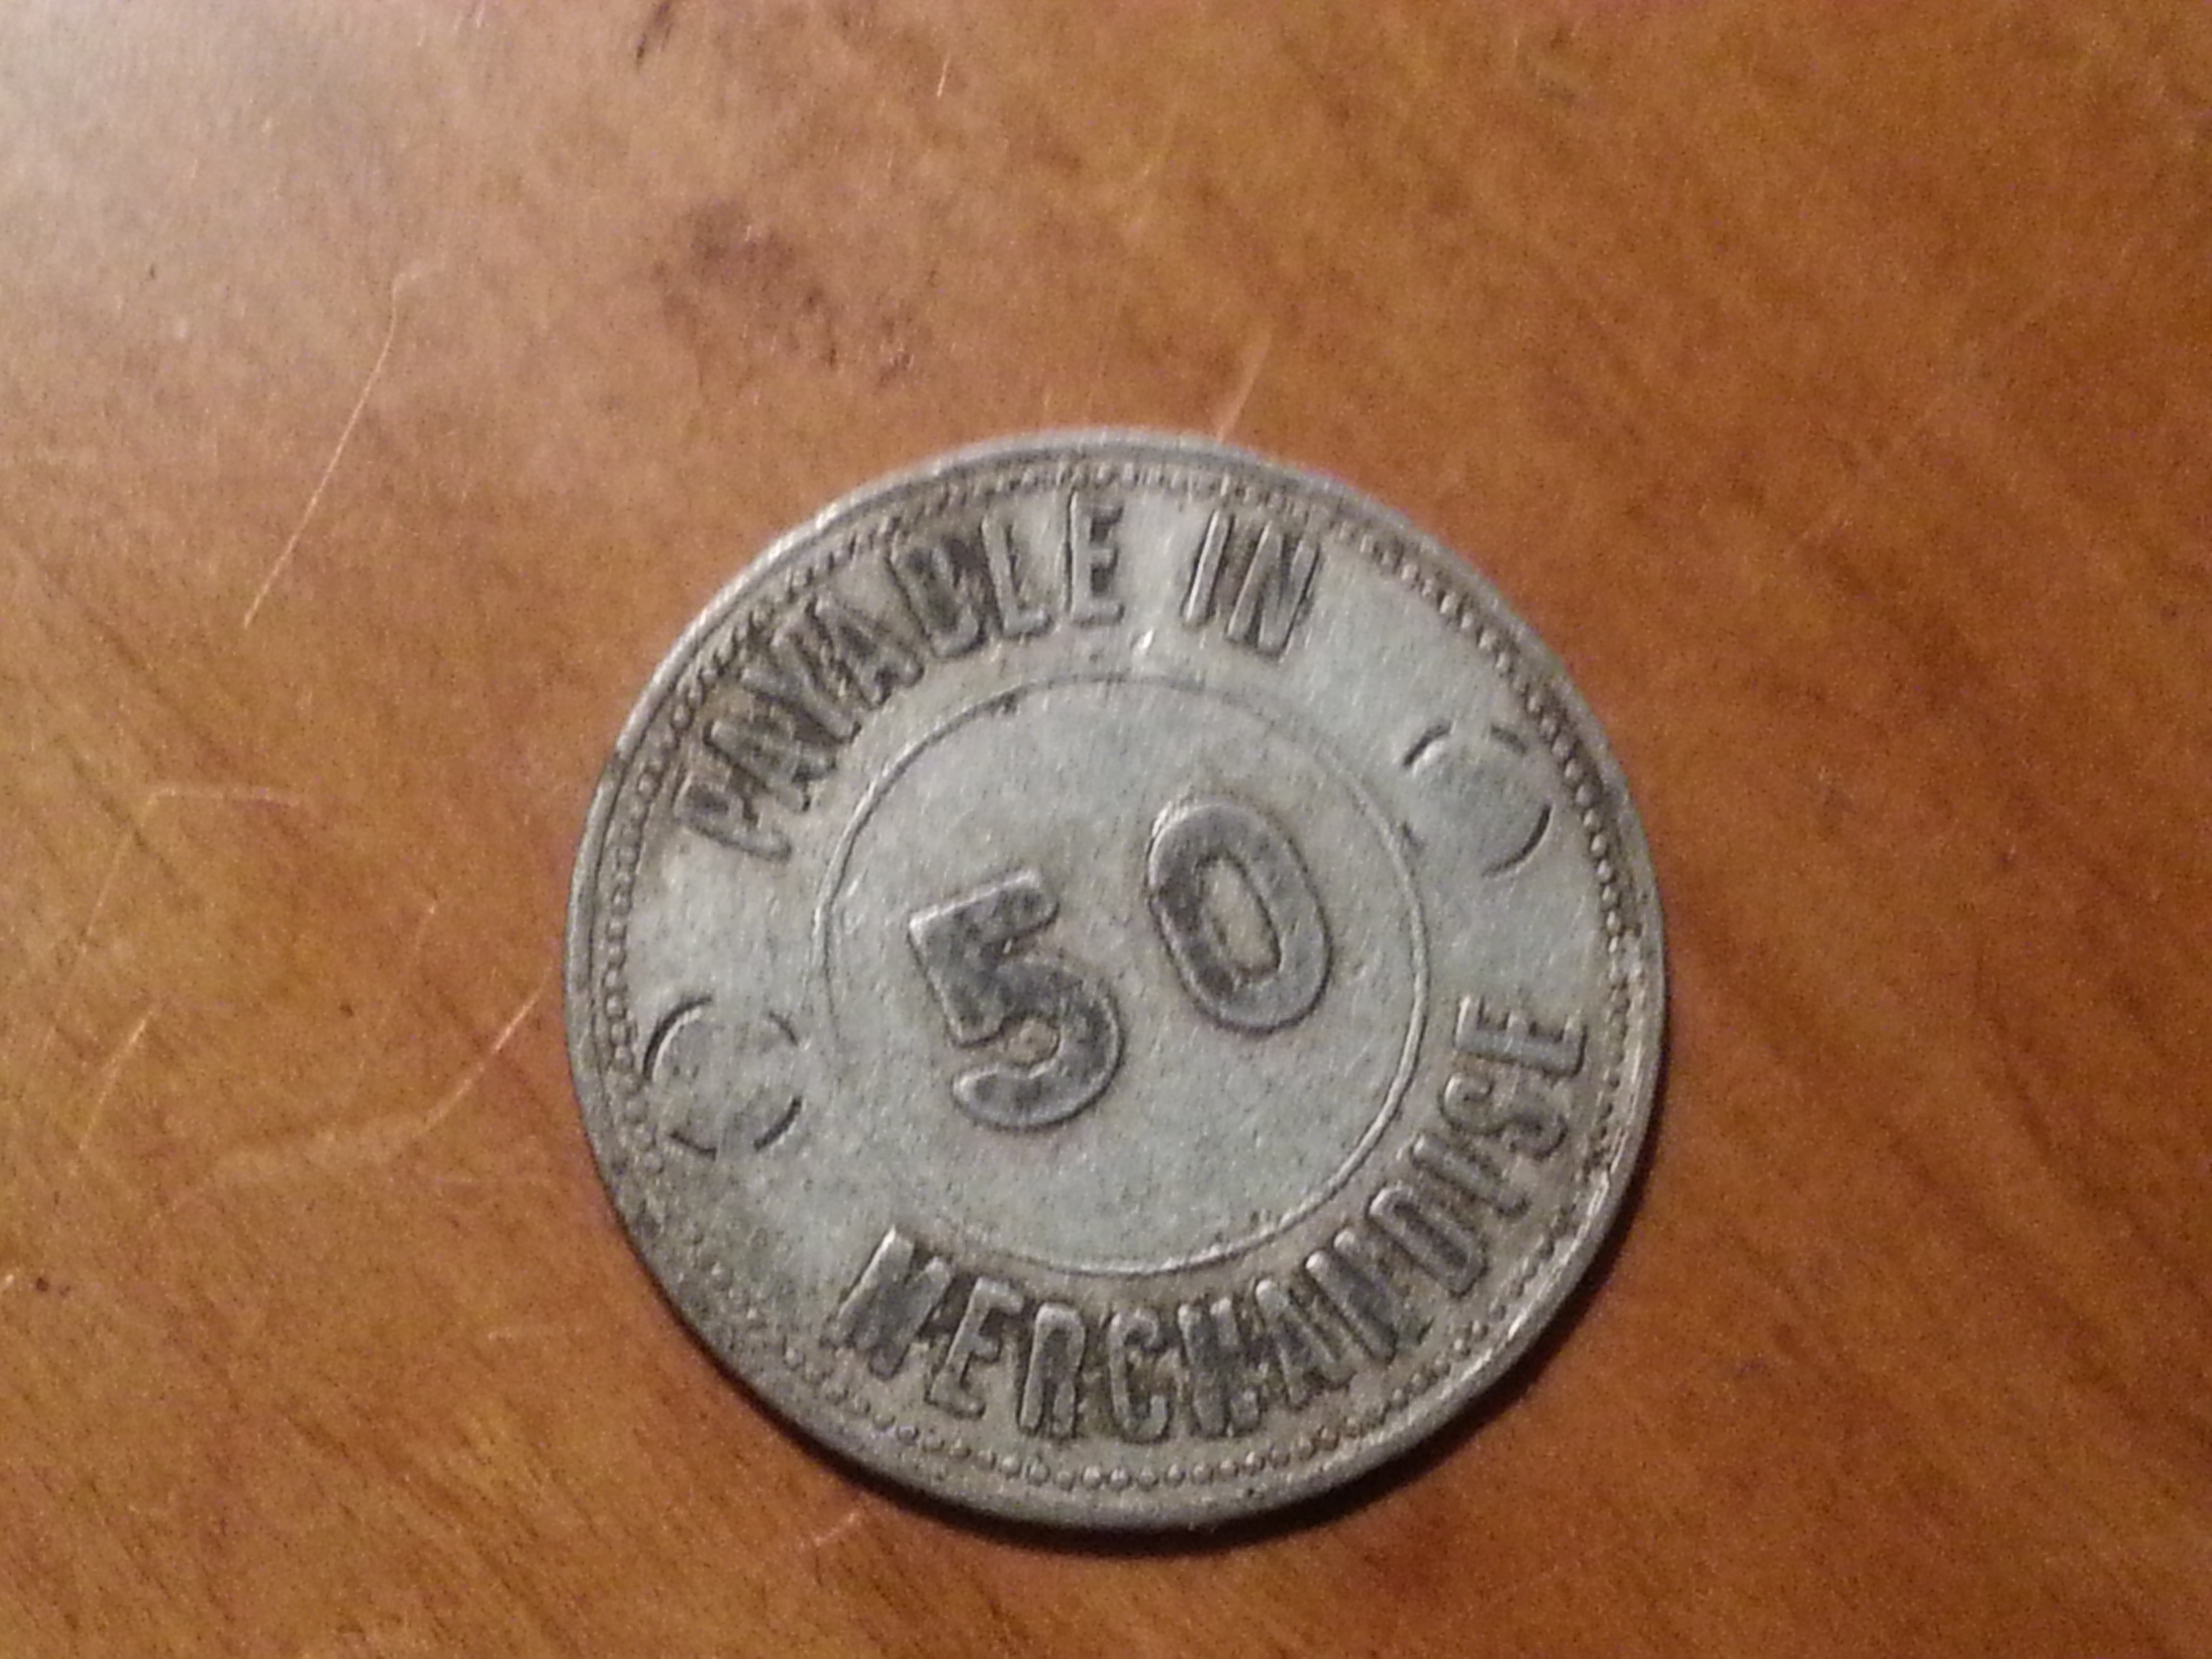 PAYABLE IN
50
MERCHANDISE